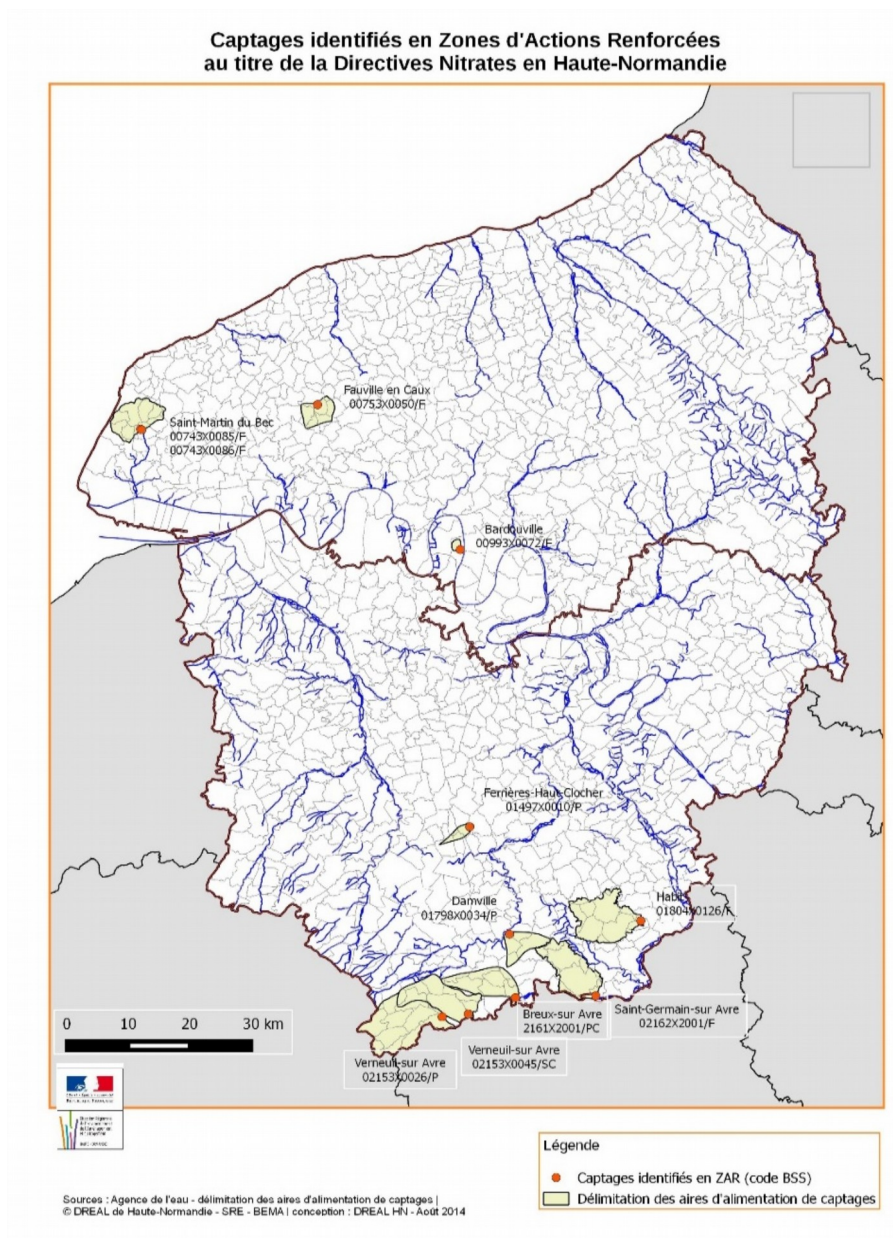 Captages identifiés en Zones d'Actions Renforcées
au titre de la Directives Nitrates en Haute-Normandie
Fauville en Caux
00753X0050/F
Saint-Martin du Bec
00743X0085/F
00743X0086/F
Bardouville
00993X0072/F
Ferrières-Haut-Clocher
01497X0010/P
Damville
01798X0034/P
01804X0126/F
Breux-sur Avre
2161X2001/PC
Saint-Germain-sur Avre
02162X2001/F
Verneuil-sur Avre
02153X0045/SC
Verneuil-sur Avre
02153X0026/P
0 10 20 30 km
Légende
Captages identifiés en ZAR (code BSS)
Délimitation des aires d'alimentation de captages
Sources : Agence de l'eau - délimitation des aires d'alimentation de captages |
© DREAL de Haute-Normandie - SRE - BEMA | conception : DREAL HN - Août 2014